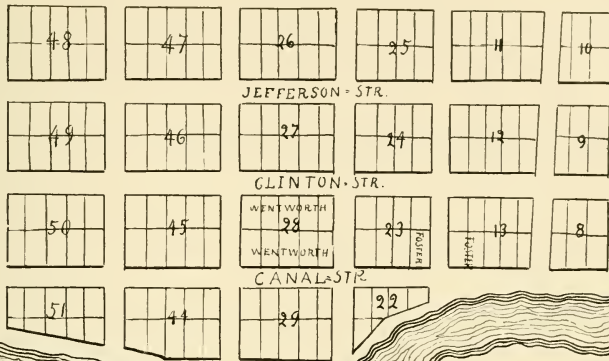 48 47 26 25 11 10
JEFFERSON=STR.
49 46 27 24 12 9
CLINTON=STR.
WENTWORTH
50 45 28 23 13 8
FOSTER FOSTER
WENTWORTH
CANAL=STR
51 44 29 22